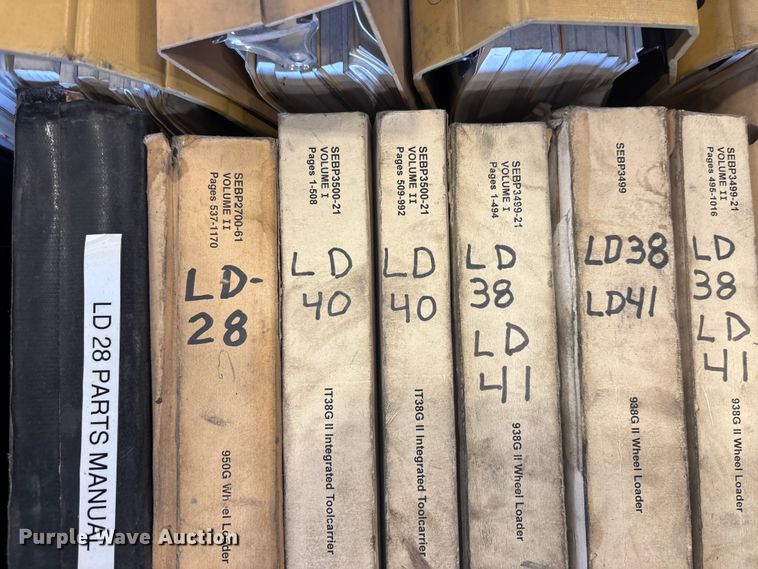 LD 28 PARTS MANUAL
SEBP2700-61
VOLUME II
Pages 537-1170
LD-
28
950G Wheel Loader
SEBP3500-21
VOLUME I
Pages 1-508
LD
40
IT38G II Integrated Toolcarrier
SEBP3500-21
VOLUME II
Pages 509-992
LD
40
IT38G II Integrated Toolcarrier
SEBP3499-21
VOLUME I
Pages 1-494
LD
38
LD
41
938G II Wheel Loader
SEBP3499
LD38
LD41
938G II Wheel Loader
SEBP3499-21
VOLUME II
Pages 495-1016
LD
38
LD
41
938G II Wheel Loader
Purple Wave Auction